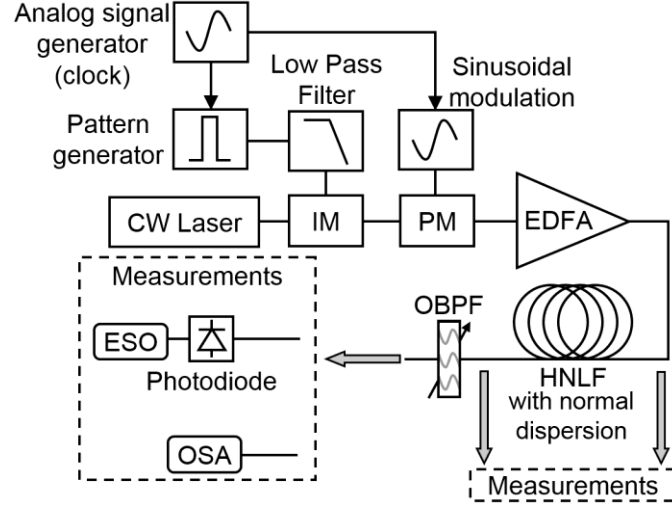 Analog signal
generator
(clock)
Low Pass
Filter
Sinusoidal
modulation
Pattern
generator
CW Laser
IM
PM
EDFA
Measurements
OBPF
ESO
Photodiode
HNLF
with normal
dispersion
OSA
Measurements